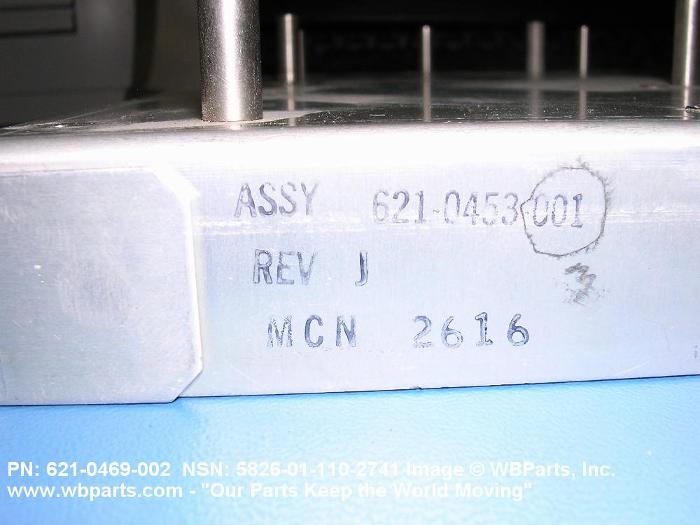 ASSY 621-0453-001
REV J
3
MCN 2616
PN: 621-0469-002 NSN: 5826-01-110-2741 Image © WBParts, Inc.
www.wbparts.com - "Our Parts Keep the World Moving"